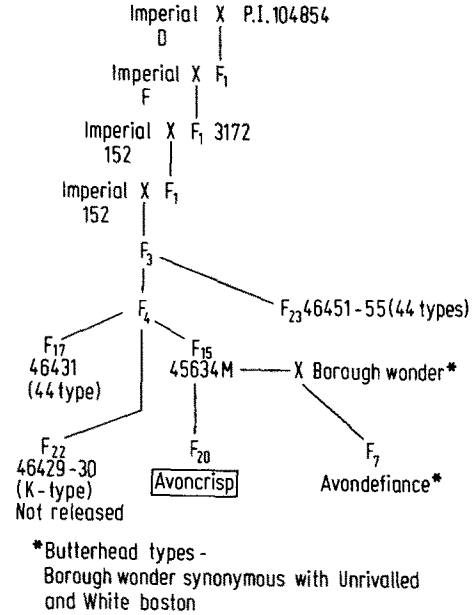 Imperial X P.I. 104854
D
Imperial X F₁
F
Imperial X F₁ 3172
152
Imperial X F₁
152
F₃
F₄
F₂₃ 46451-55 (44 types)
F₁₇
46431
(44 type)
F₁₅
45634M
X Borough wonder*
F₂₂
46429-30
(K-type)
Not released
F₂₀
Avoncrisp
F₇
Avondefiance*
*Butterhead types -
Borough wonder synonymous with Unrivalled
and White boston